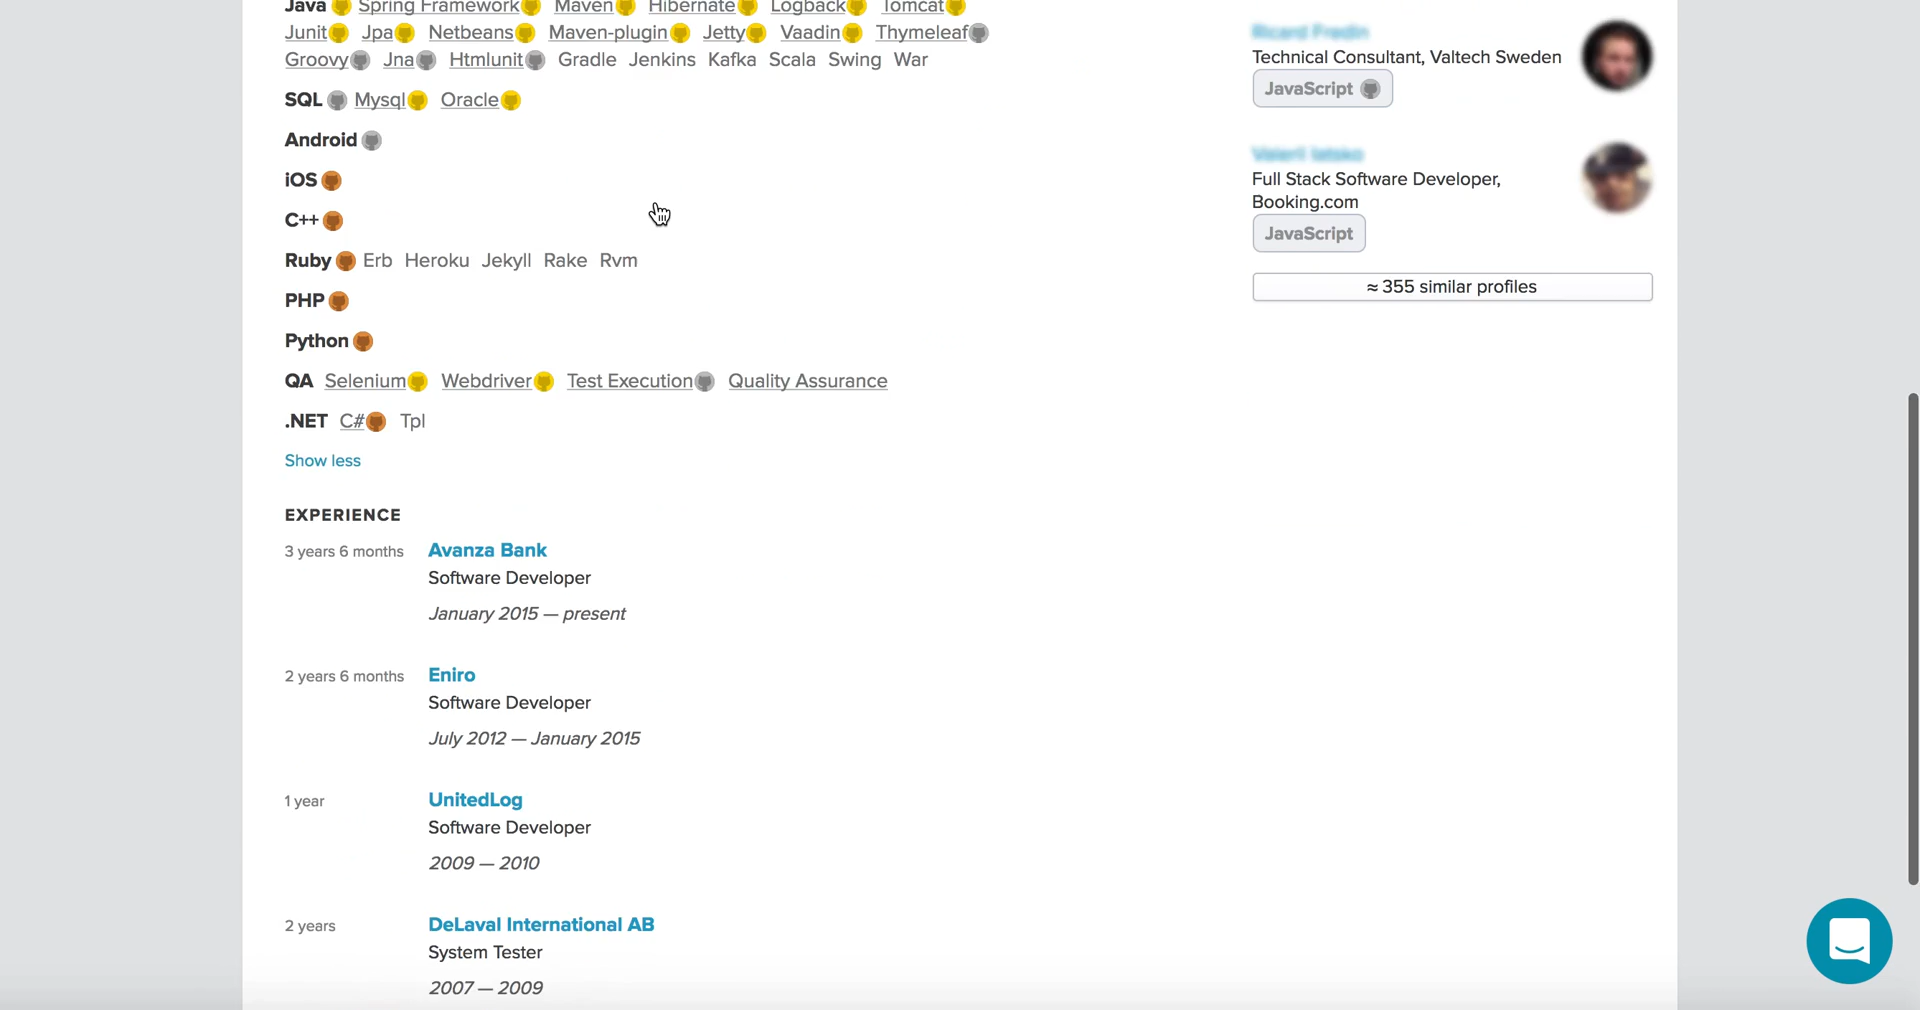 Java Spring Framework Maven Hibernate Logback Tomcat
Junit Jpa Netbeans Maven-plugin Jetty Vaadin Thymeleaf
Groovy Jna Htmlunit Gradle Jenkins Kafka Scala Swing War
SQL Mysql Oracle
Android
iOS
C++
Ruby Erb Heroku Jekyll Rake Rvm
PHP
Python
QA Selenium Webdriver Test Execution Quality Assurance
.NET C# Tpl
Show less
EXPERIENCE
3 years 6 months Avanza Bank
Software Developer
January 2015 — present
2 years 6 months Eniro
Software Developer
July 2012 — January 2015
1 year UnitedLog
Software Developer
2009 — 2010
2 years DeLaval International AB
System Tester
2007 — 2009
Technical Consultant, Valtech Sweden
JavaScript
Full Stack Software Developer,
Booking.com
JavaScript
≈ 355 similar profiles